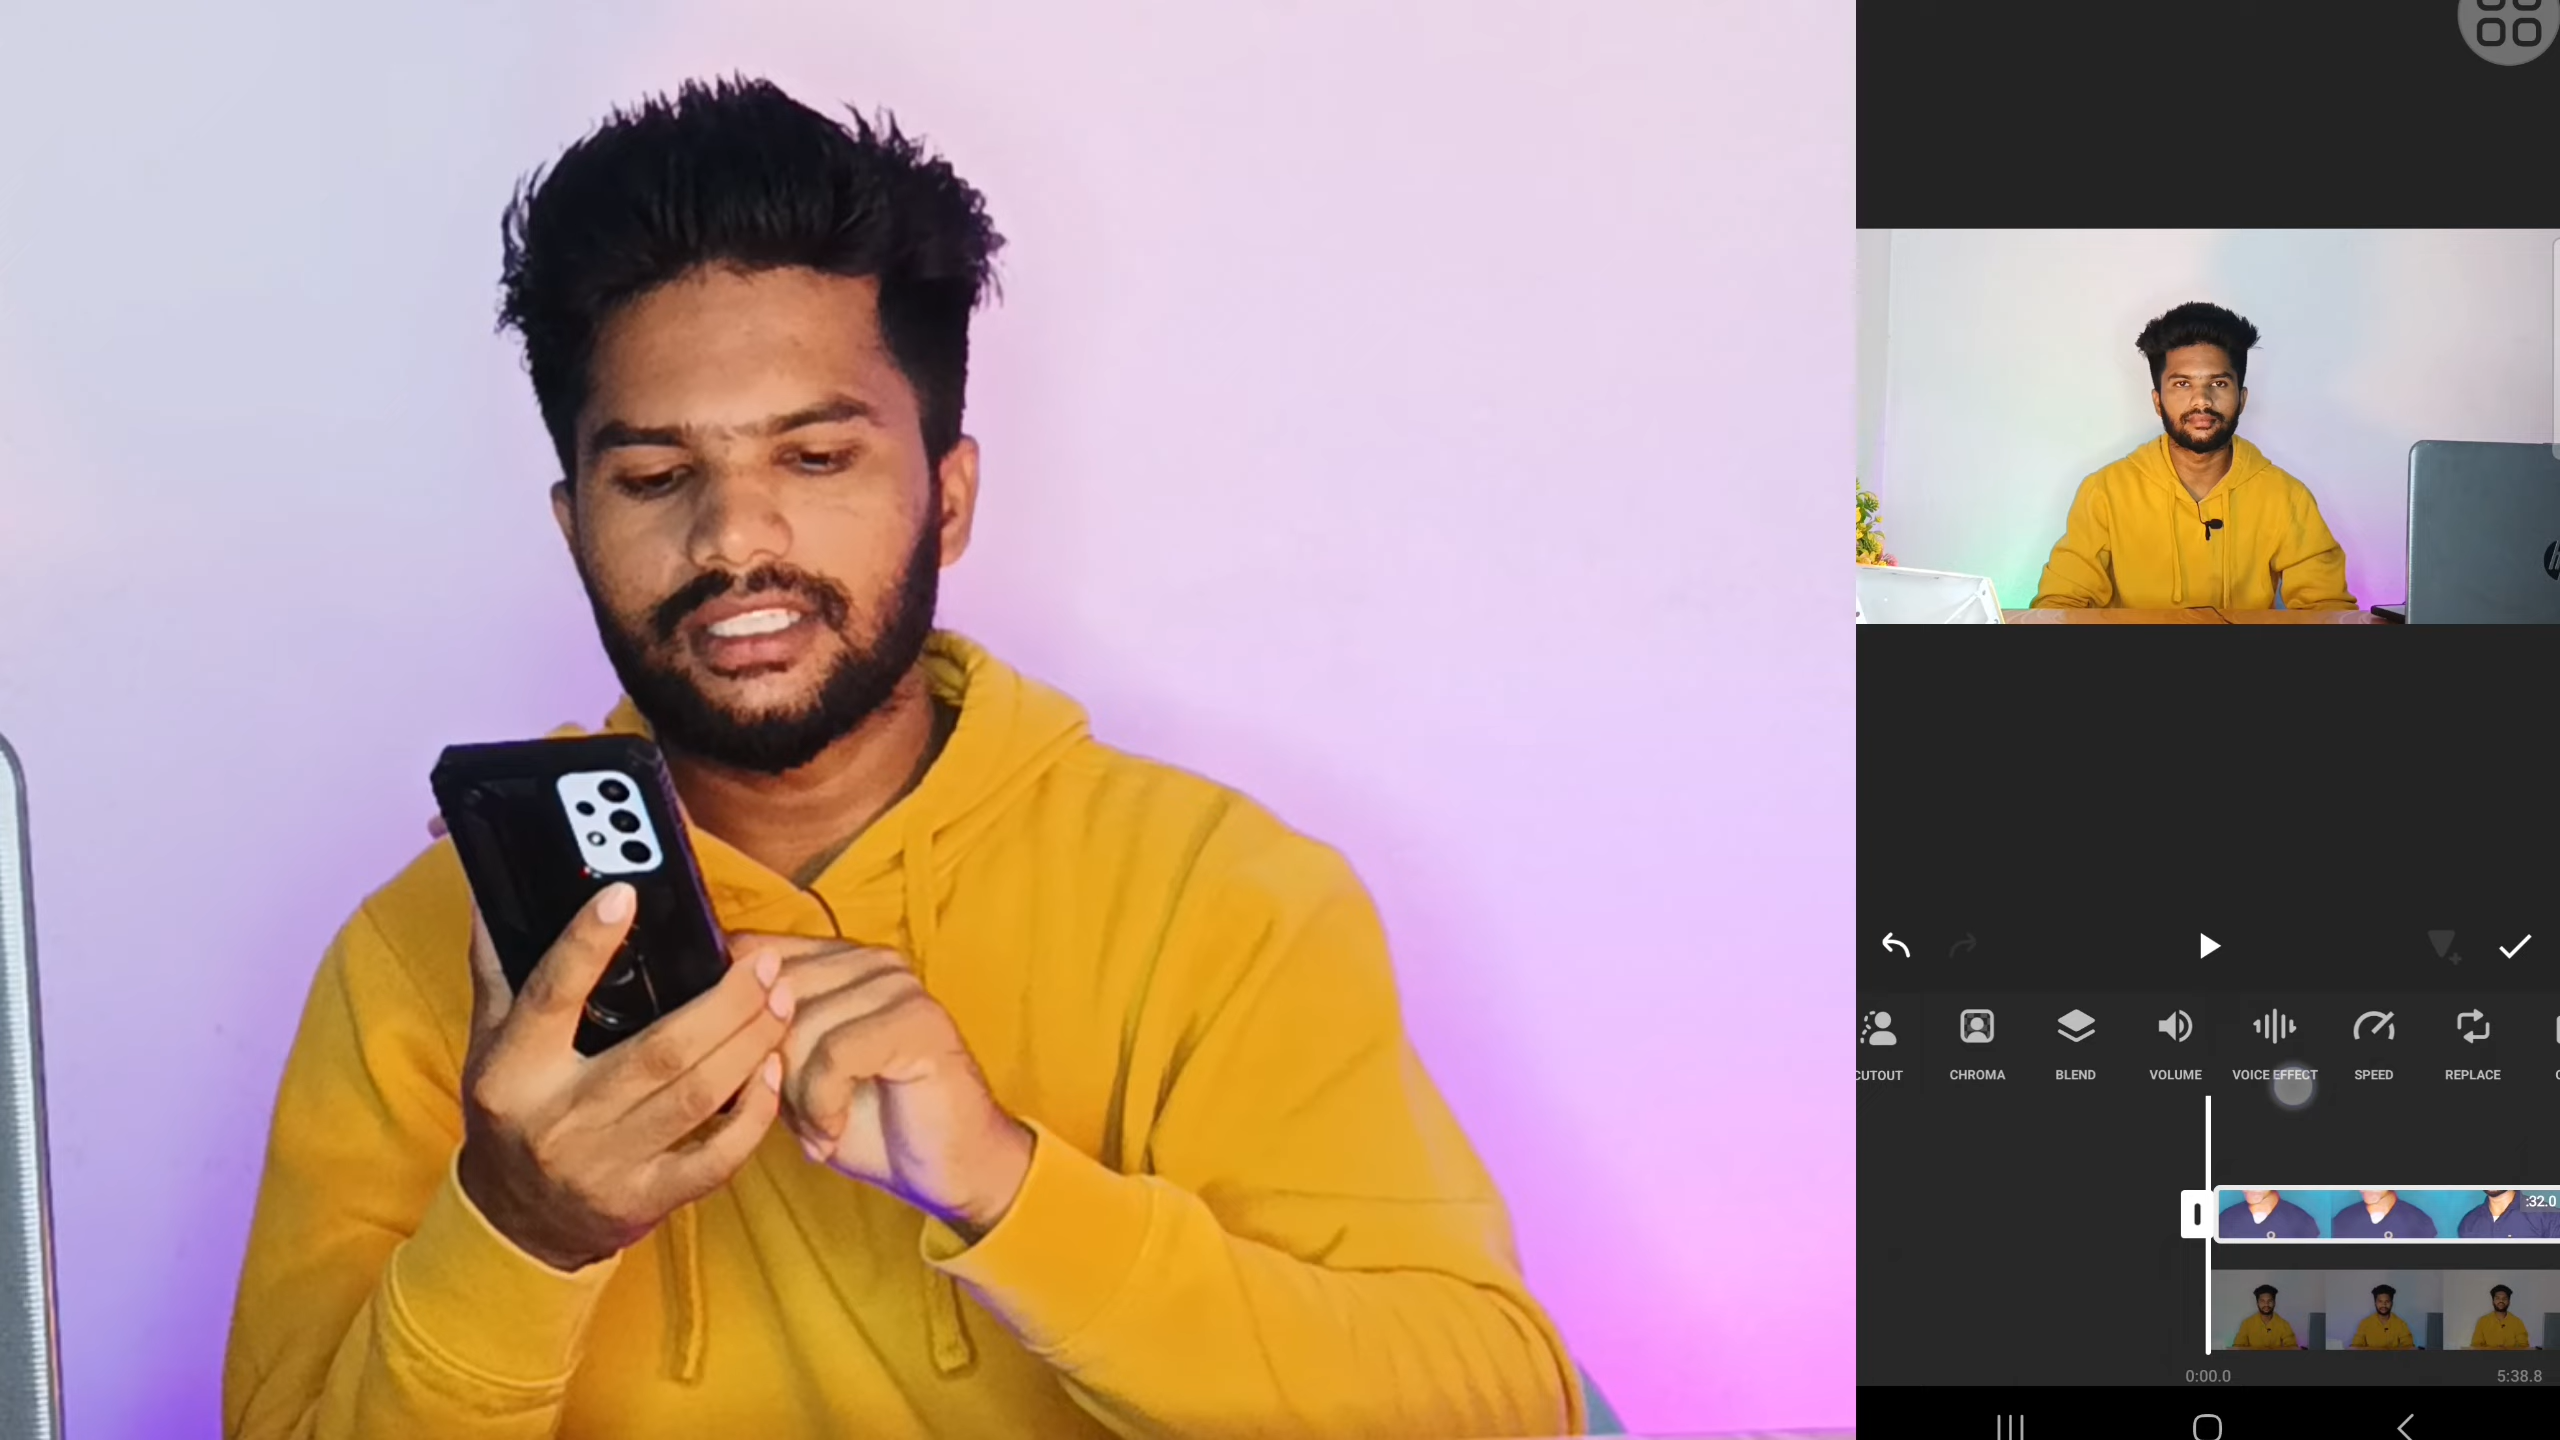 CUTOUT CHROMA BLEND VOLUME VOICE EFFECT SPEED REPLACE
:32.0
0:00.0 5:38.8